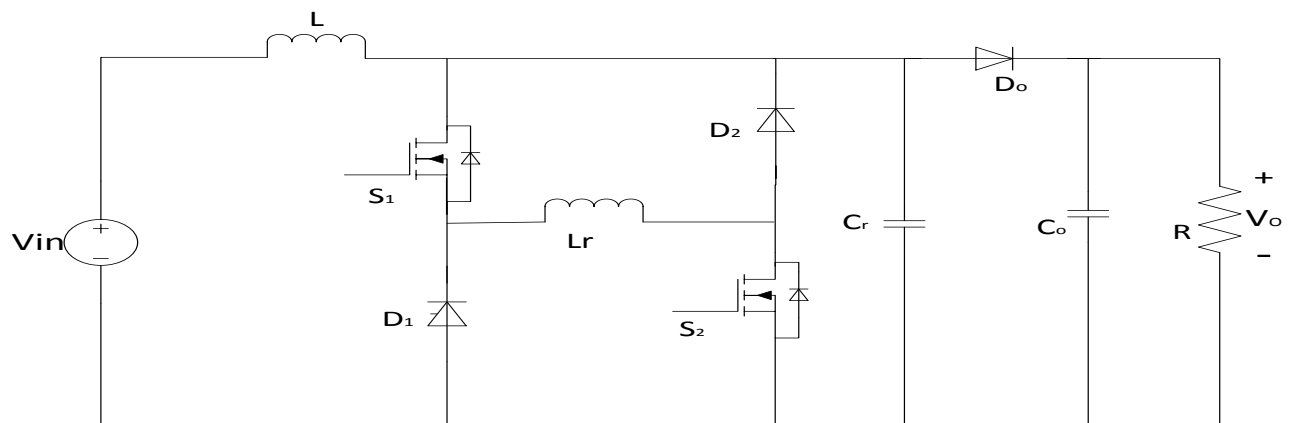 L
Do
D2
S1
Vin
+
−
Lr
Cr
Co
R
+
Vo
-
D1
S2